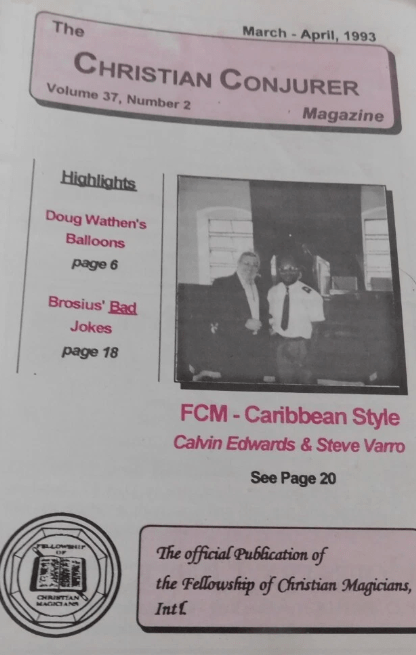 The
March - April, 1993
CHRISTIAN CONJURER
Volume 37, Number 2
Magazine
Highlights
Doug Wathen's
Balloons
page 6
Brosius' Bad
Jokes
page 18
FCM - Caribbean Style
Calvin Edwards & Steve Varro
See Page 20
FELLOWSHIP
OF
CHRISTIAN
MAGICIANS
The official Publication of
the Fellowship of Christian Magicians,
Int'l.